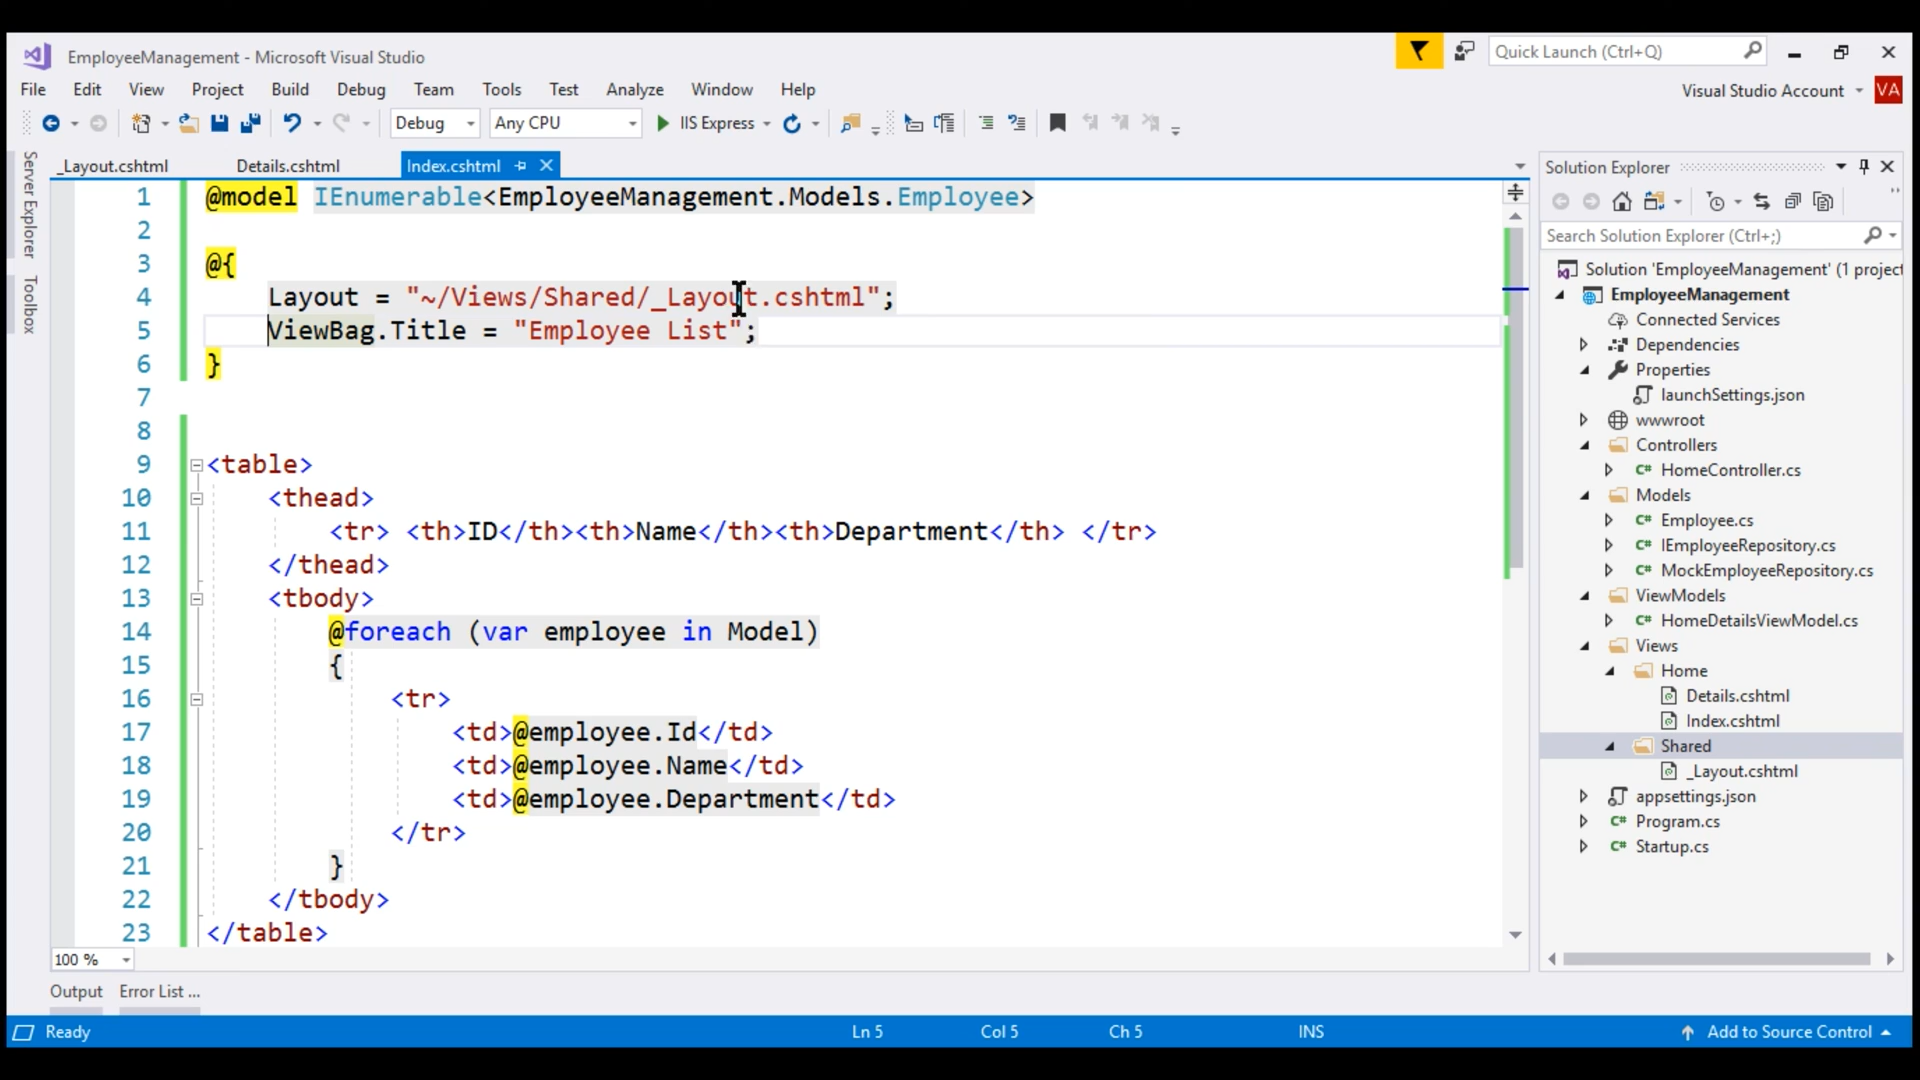 EmployeeManagement - Microsoft Visual Studio
Quick Launch (Ctrl+Q)
File Edit View Project Build Debug Team Tools Test Analyze Window Help
Visual Studio Account VA
Debug Any CPU IIS Express
Server Explorer
Toolbox
_Layout.cshtml Details.cshtml Index.cshtml
1 @model IEnumerable<EmployeeManagement.Models.Employee>
2
3 @{
4 Layout = "~/Views/Shared/_Layout.cshtml";
5 ViewBag.Title = "Employee List";
6 }
7
8
9 <table>
10 <thead>
11 <tr> <th>ID</th><th>Name</th><th>Department</th> </tr>
12 </thead>
13 <tbody>
14 @foreach (var employee in Model)
15 {
16 <tr>
17 <td>@employee.Id</td>
18 <td>@employee.Name</td>
19 <td>@employee.Department</td>
20 </tr>
21 }
22 </tbody>
23 </table>
100 %
Output Error List ...
Solution Explorer
Search Solution Explorer (Ctrl+;)
Solution 'EmployeeManagement' (1 project
EmployeeManagement
Connected Services
Dependencies
Properties
launchSettings.json
wwwroot
Controllers
C# HomeController.cs
Models
C# Employee.cs
C# IEmployeeRepository.cs
C# MockEmployeeRepository.cs
ViewModels
C# HomeDetailsViewModel.cs
Views
Home
Details.cshtml
Index.cshtml
Shared
_Layout.cshtml
appsettings.json
C# Program.cs
C# Startup.cs
Ready Ln 5 Col 5 Ch 5 INS Add to Source Control